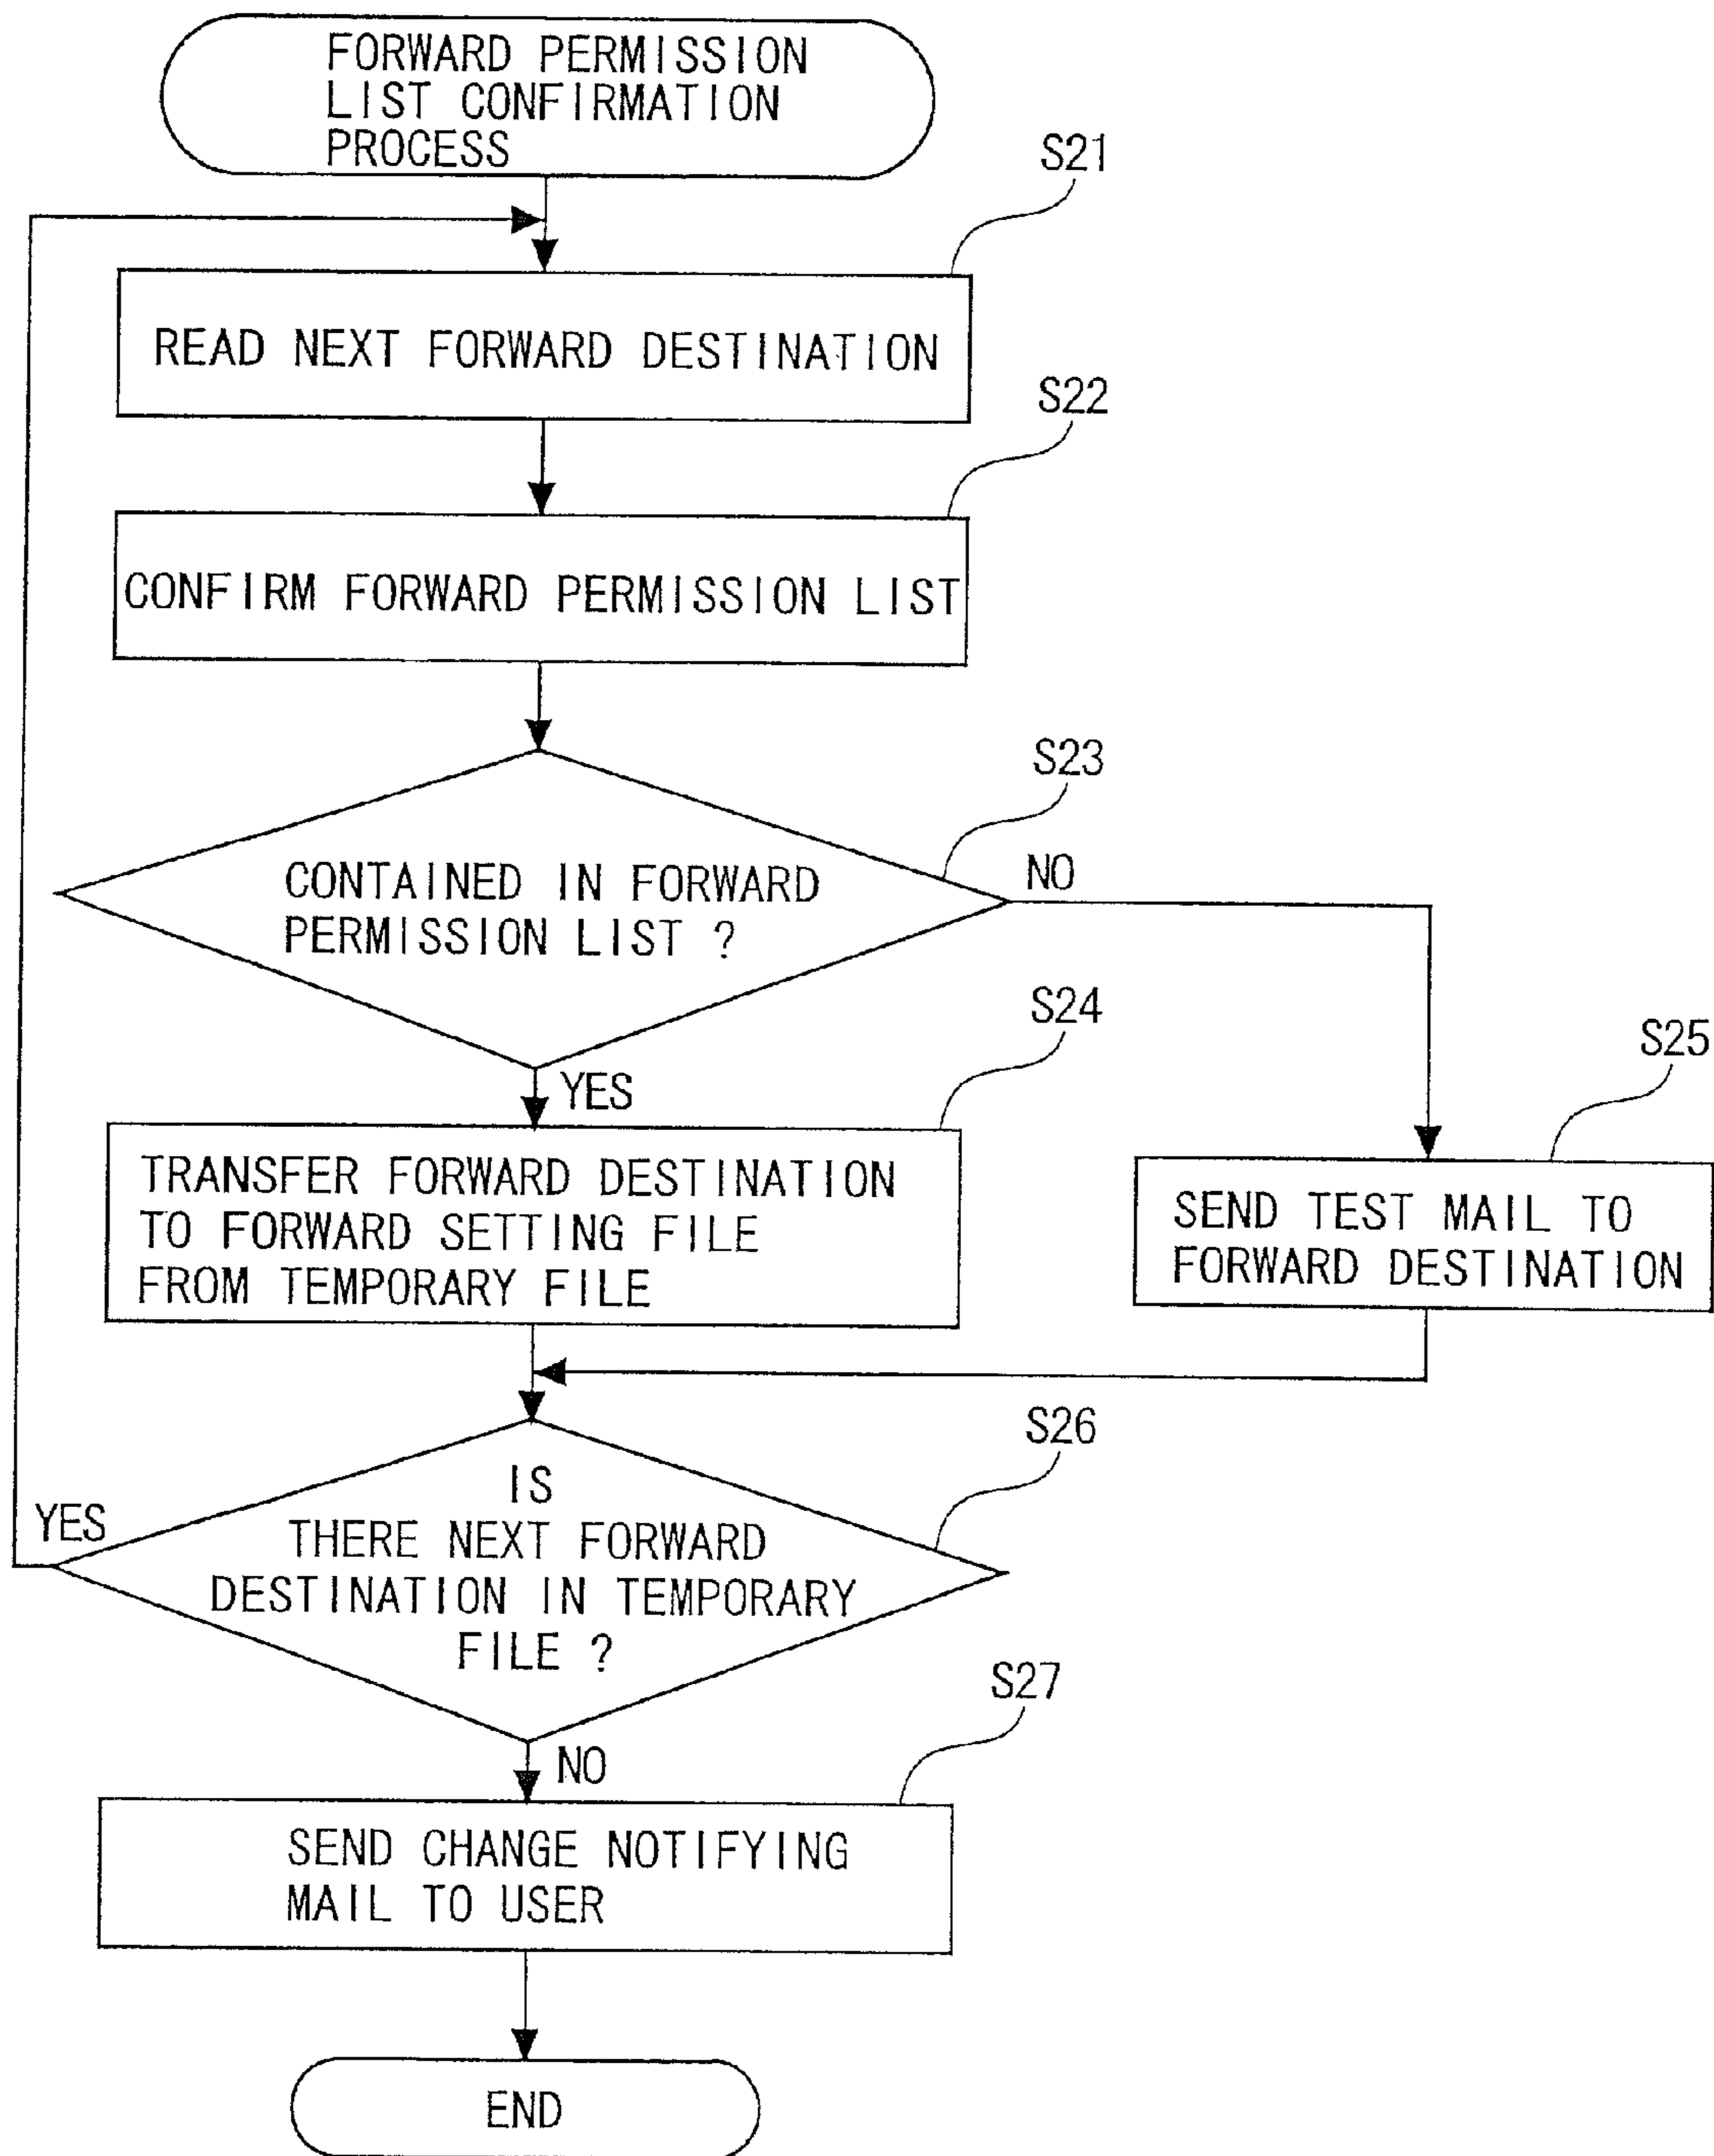 FORWARD PERMISSION
LIST CONFIRMATION
PROCESS
S21
READ NEXT FORWARD DESTINATION
S22
CONFIRM FORWARD PERMISSION LIST
S23
CONTAINED IN FORWARD
PERMISSION LIST ?
NO
YES
S24
TRANSFER FORWARD DESTINATION
TO FORWARD SETTING FILE
FROM TEMPORARY FILE
S25
SEND TEST MAIL TO
FORWARD DESTINATION
S26
IS
THERE NEXT FORWARD
DESTINATION IN TEMPORARY
FILE ?
YES
NO
S27
SEND CHANGE NOTIFYING
MAIL TO USER
END